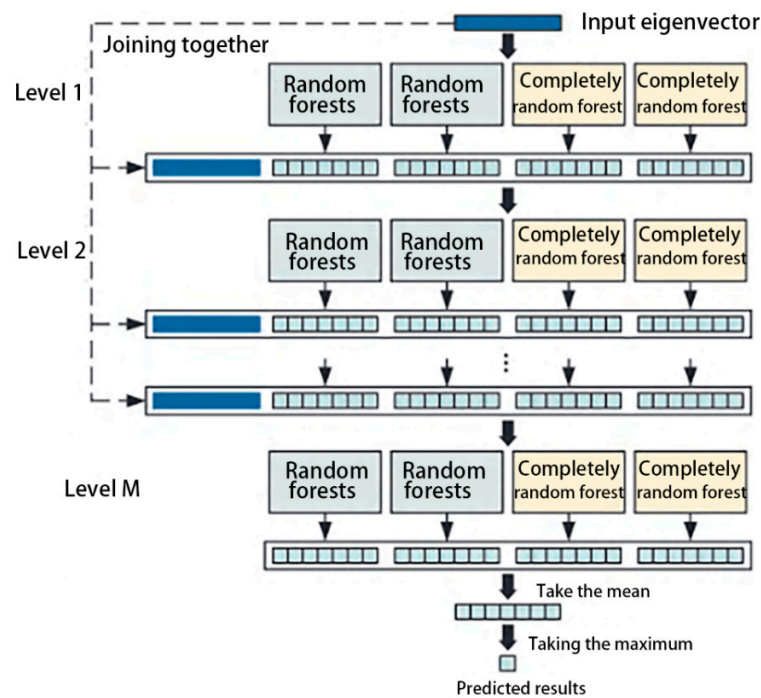 Input eigenvector
Joining together
Level 1
Random
forests
Random
forests
Completely
random forest
Completely
random forest
Level 2
Random
forests
Random
forests
Completely
random forest
Completely
random forest
Level M
Random
forests
Random
forests
Completely
random forest
Completely
random forest
Take the mean
Taking the maximum
Predicted results